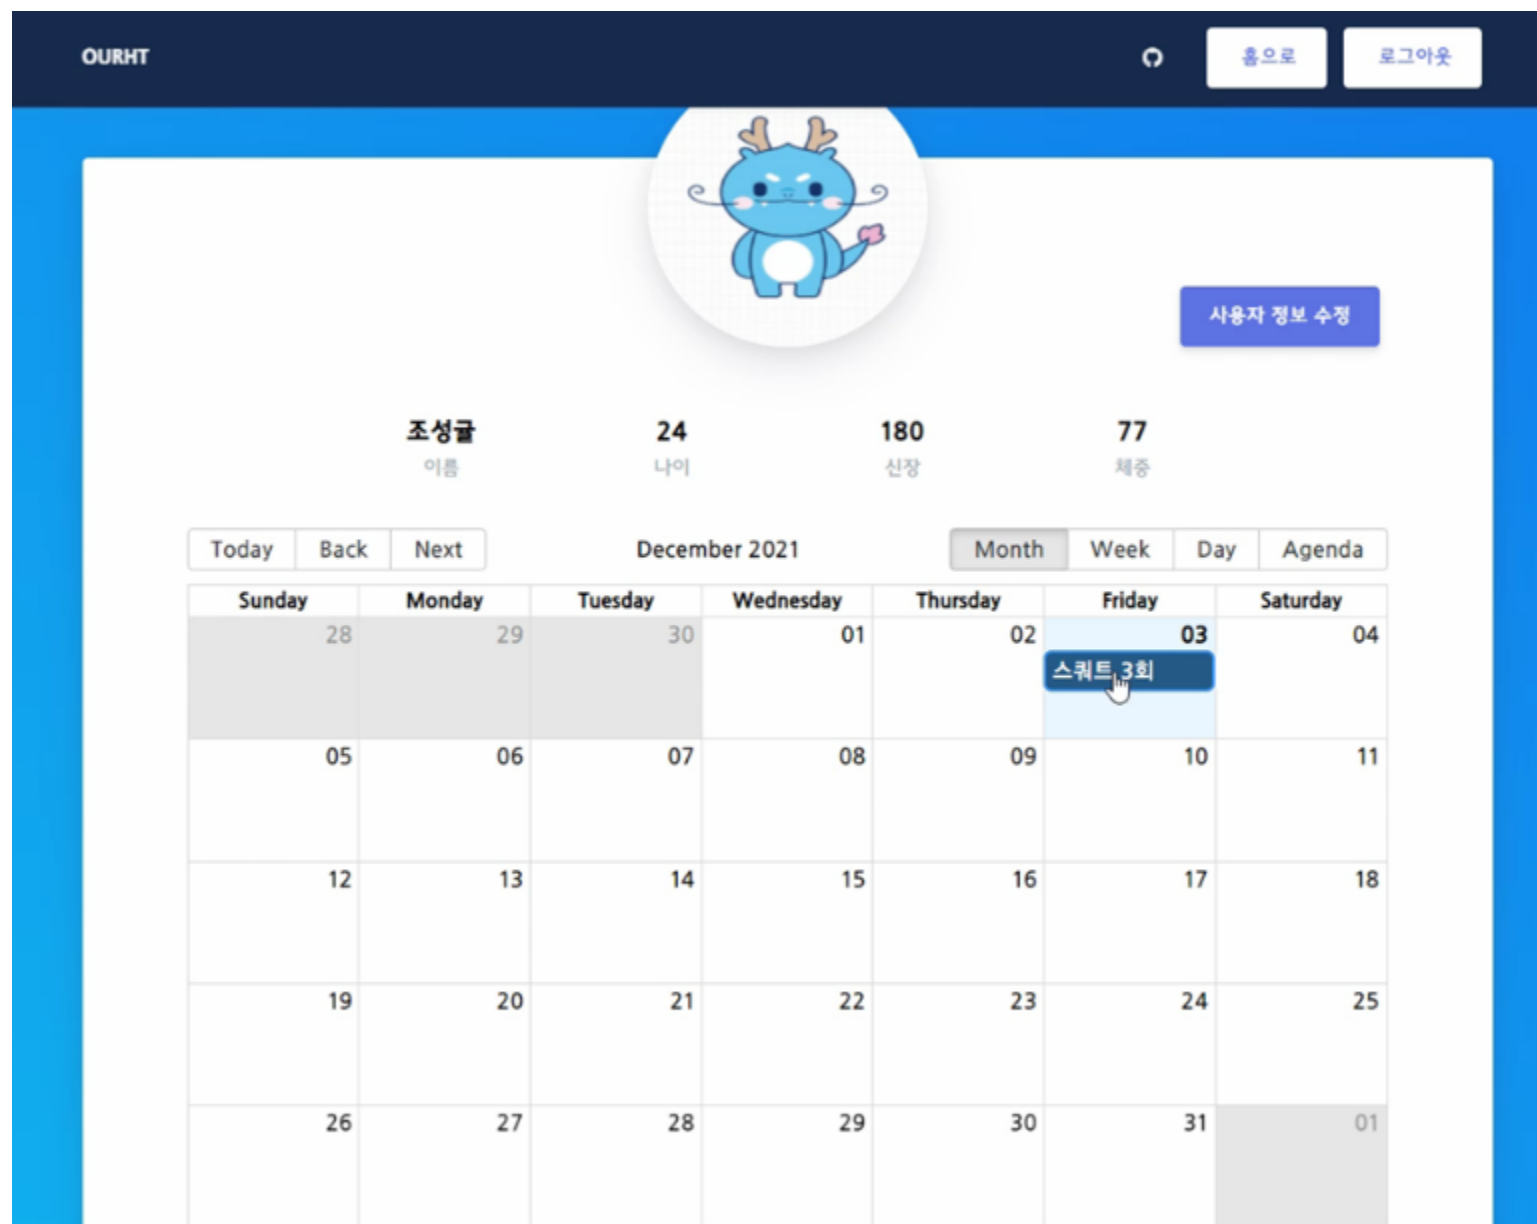 OURHT 홈으로 로그아웃
사용자 정보 수정
조성귤 24 180 77
이름 나이 신장 체중
Today Back Next December 2021 Month Week Day Agenda
Sunday Monday Tuesday Wednesday Thursday Friday Saturday
28 29 30 01 02 03 04
스쿼트 3회
05 06 07 08 09 10 11
12 13 14 15 16 17 18
19 20 21 22 23 24 25
26 27 28 29 30 31 01